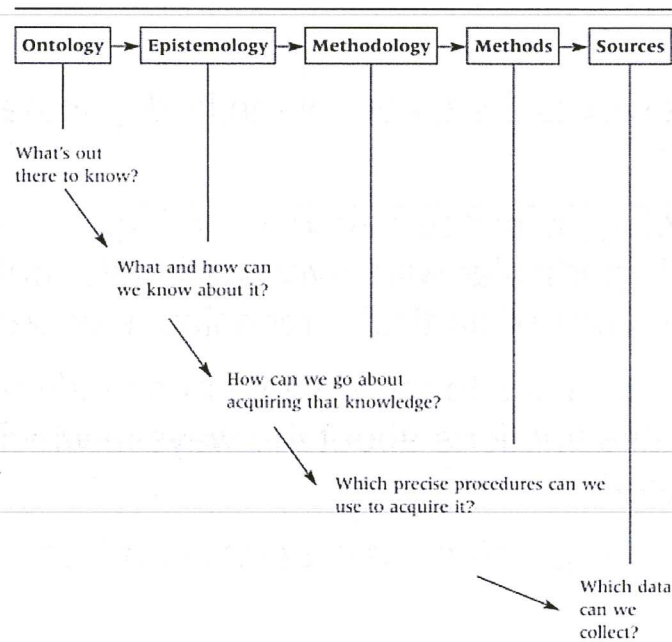 Ontology Epistemology Methodology Methods Sources
What's out
there to know?
What and how can
we know about it?
How can we go about
acquiring that knowledge?
Which precise procedures can we
use to acquire it?
Which data
can we
collect?